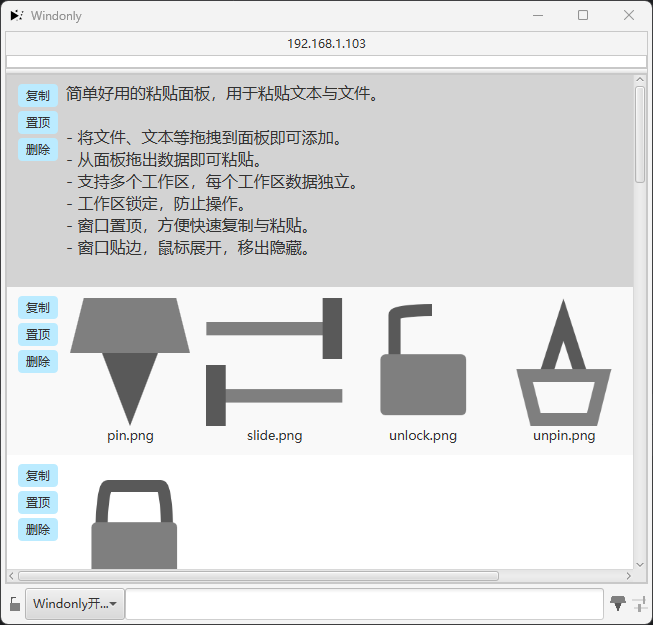 Windonly
192.168.1.103
复制
置顶
删除
简单好用的粘贴面板，用于粘贴文本与文件。
- 将文件、文本等拖拽到面板即可添加。
- 从面板拖出数据即可粘贴。
- 支持多个工作区，每个工作区数据独立。
- 工作区锁定，防止操作。
- 窗口置顶，方便快速复制与粘贴。
- 窗口贴边，鼠标展开，移出隐藏。
复制
置顶
删除
pin.png
slide.png
unlock.png
unpin.png
复制
置顶
删除
Windonly开...